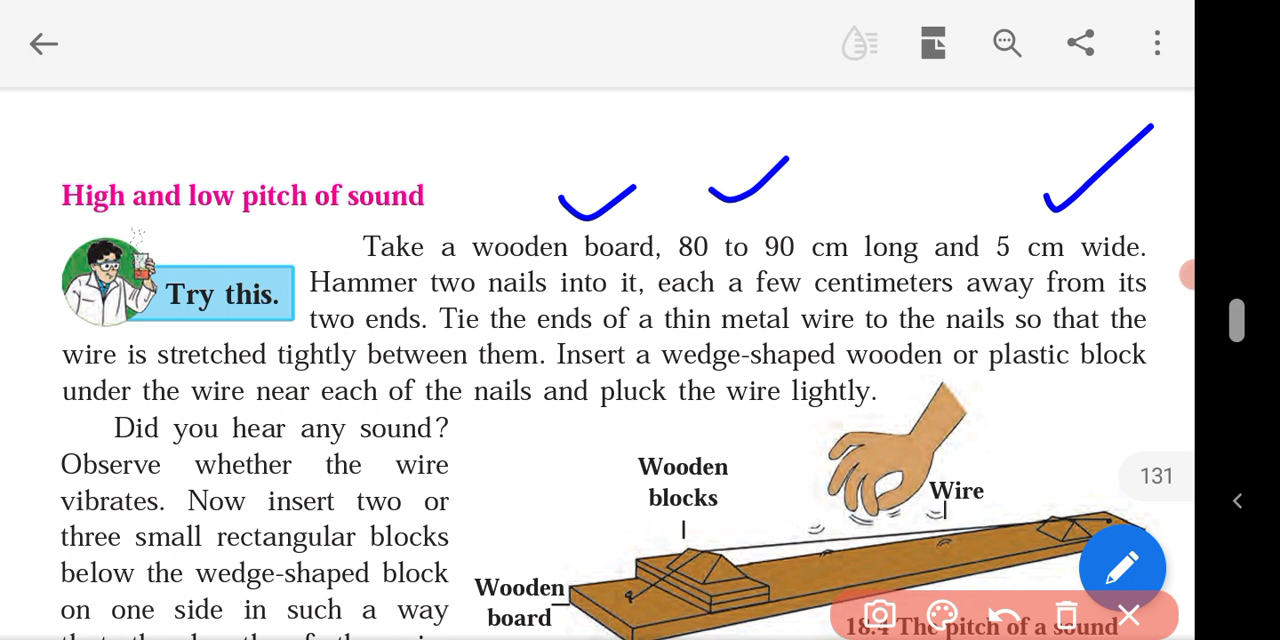 High and low pitch of sound
Take a wooden board, 80 to 90 cm long and 5 cm wide.
Try this.
Hammer two nails into it, each a few centimeters away from its
two ends. Tie the ends of a thin metal wire to the nails so that the
wire is stretched tightly between them. Insert a wedge-shaped wooden or plastic block
under the wire near each of the nails and pluck the wire lightly.
Did you hear any sound?
Observe whether the wire
vibrates. Now insert two or
three small rectangular blocks
below the wedge-shaped block
on one side in such a way
Wooden
blocks
Wire
131
Wooden
board
18.4 The pitch of a sound